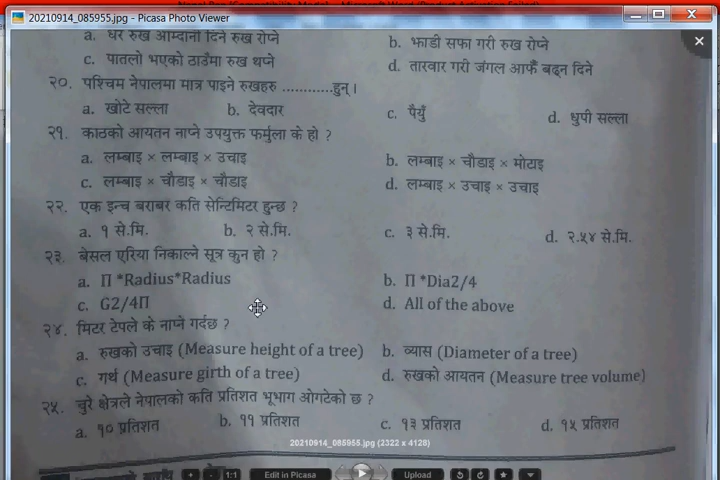 20210914_085955.jpg - Picasa Photo Viewer
a. धेरै रुख आम्दानी दिने रुख रोप्ने
b. झाडी सफा गरी रुख रोप्ने
c. पातलो भएको ठाउँमा रुख थप्ने
d. तारवार गरी जंगल आफैँ बढ्न दिने
२०. पश्चिम नेपालमा मात्र पाइने रुखहरु ............हुन् ।
a. खोटे सल्ला b. देवदार c. पैयुँ d. धुपी सल्ला
२१. काठको आयतन नाप्ने उपयुक्त फर्मुला के हो ?
a. लम्बाइ × लम्बाइ × उचाइ b. लम्बाइ × चौडाइ × मोटाइ
c. लम्बाइ × चौडाइ × चौडाइ d. लम्बाइ × उचाइ × उचाइ
२२. एक इन्च बराबर कति सेन्टिमिटर हुन्छ ?
a. १ से.मि. b. २ से.मि. c. ३ से.मि. d. २.५४ से.मि.
२३. बेसल एरिया निकाल्ने सूत्र कुन हो ?
a. Π *Radius*Radius b. Π *Dia2/4
c. G2/4Π d. All of the above
२४. मिटर टेपले के नाप्ने गर्दछ ?
a. रुखको उचाइ (Measure height of a tree) b. व्यास (Diameter of a tree)
c. गर्थ (Measure girth of a tree) d. रुखको आयतन (Measure tree volume)
२५. चुरे क्षेत्रले नेपालको कति प्रतिशत भूभाग ओगटेको छ ?
a. १० प्रतिशत b. ११ प्रतिशत c. १३ प्रतिशत d. १५ प्रतिशत
20210914_085955.jpg (2322 x 4128)
1:1 Edit in Picasa Upload